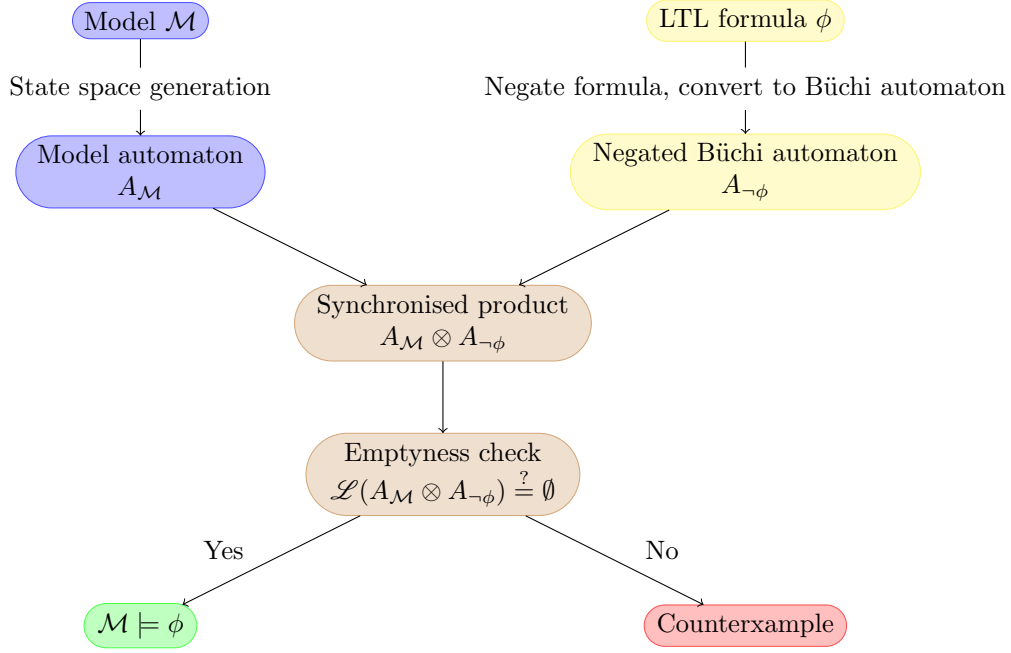 Model ℳ
LTL formula ϕ
State space generation
Negate formula, convert to Büchi automaton
Model automaton
A_ℳ
Negated Büchi automaton
A_¬ϕ
Synchronised product
A_ℳ ⊗ A_¬ϕ
Emptyness check
ℒ(A_ℳ ⊗ A_¬ϕ) ≟ ∅
Yes
No
ℳ ⊨ ϕ
Counterxample